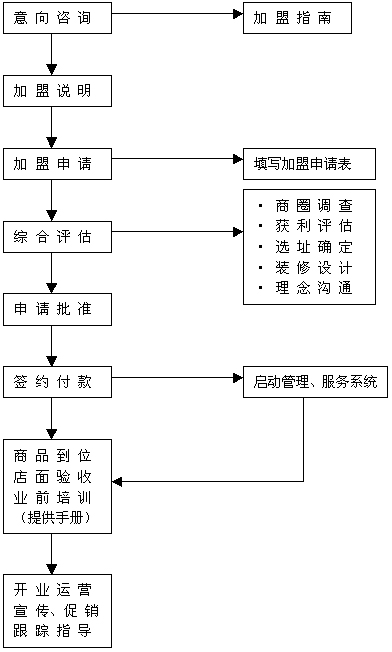 意向咨询
加盟指南
加盟说明
加盟申请
填写加盟申请表
综合评估
· 商圈调查
· 获利评估
· 选址确定
· 装修设计
· 理念沟通
申请批准
签约付款
启动管理、服务系统
商品到位
店面验收
业前培训
（提供手册）
开业运营
宣传、促销
跟踪指导